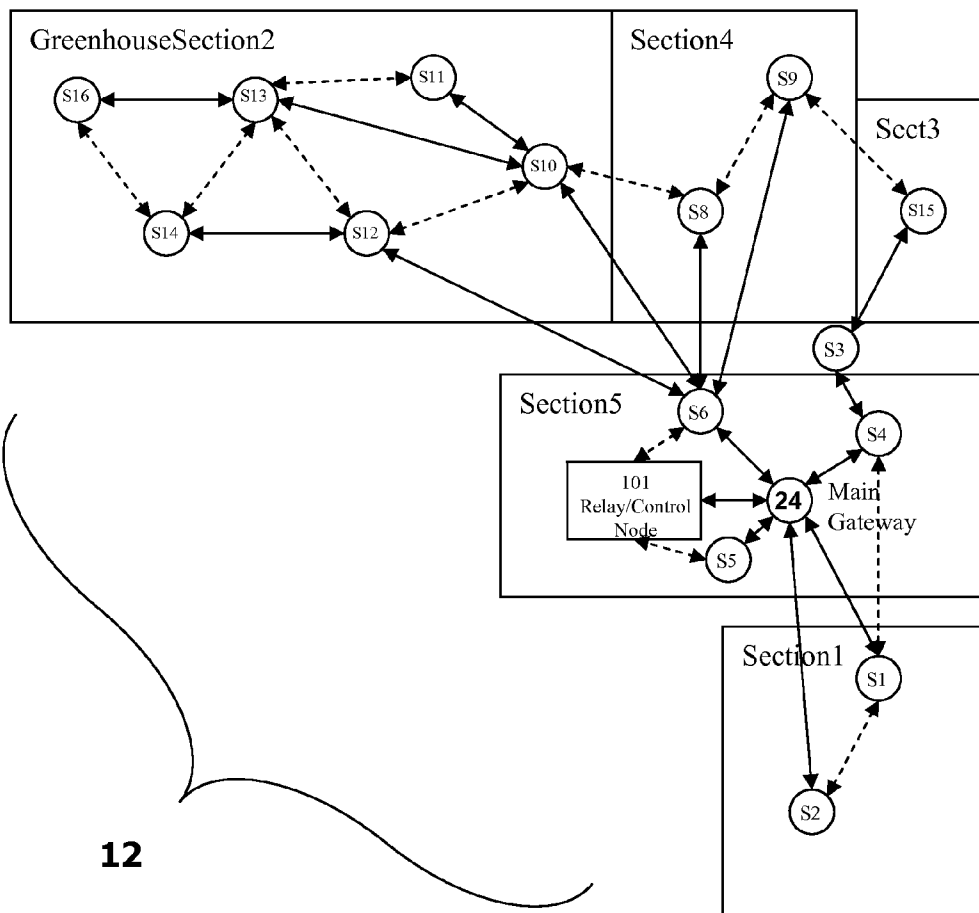 GreenhouseSection2
Section4
S11
S9
S16
S13
Sect3
S10
S8
S15
S14
S12
S3
Section5
S6
S4
101
Relay/Control
Node
24
Main
Gateway
S5
Section1
S1
S2
12